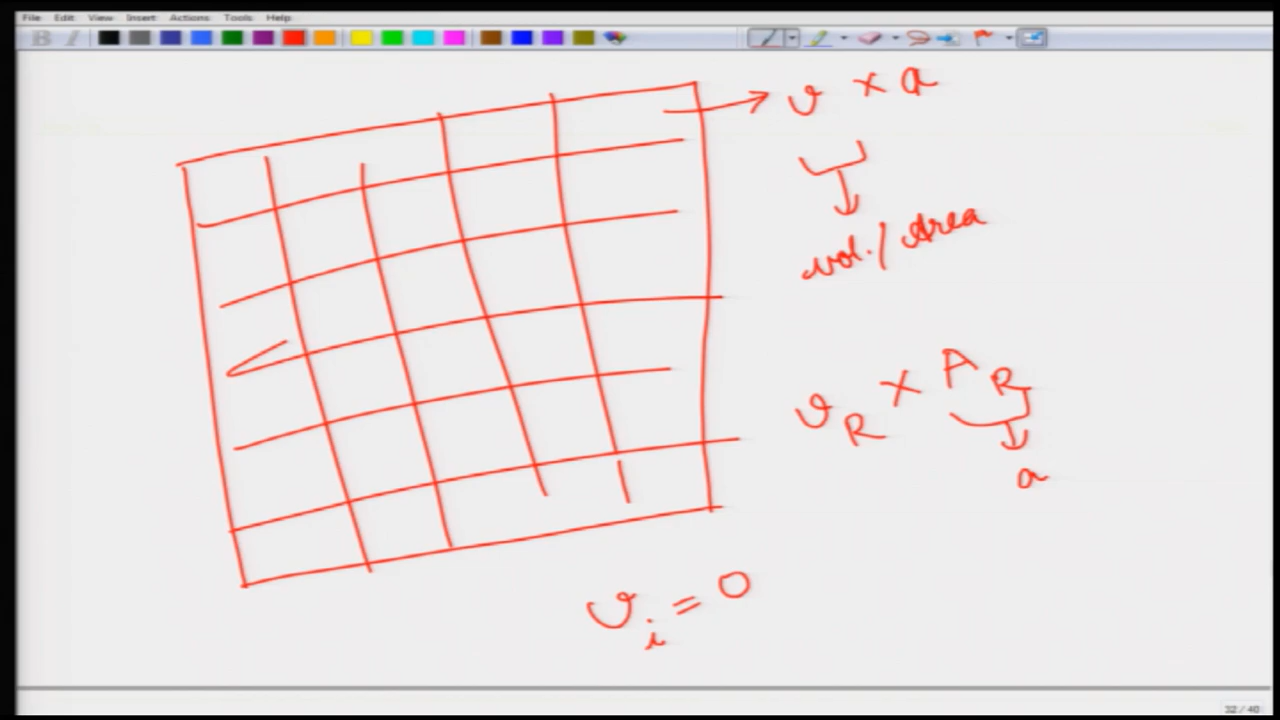 File Edit View Insert Actions Tools Help
B I
v × a
vol./Area
v_R × A_R
a
v_i = 0
32 / 40